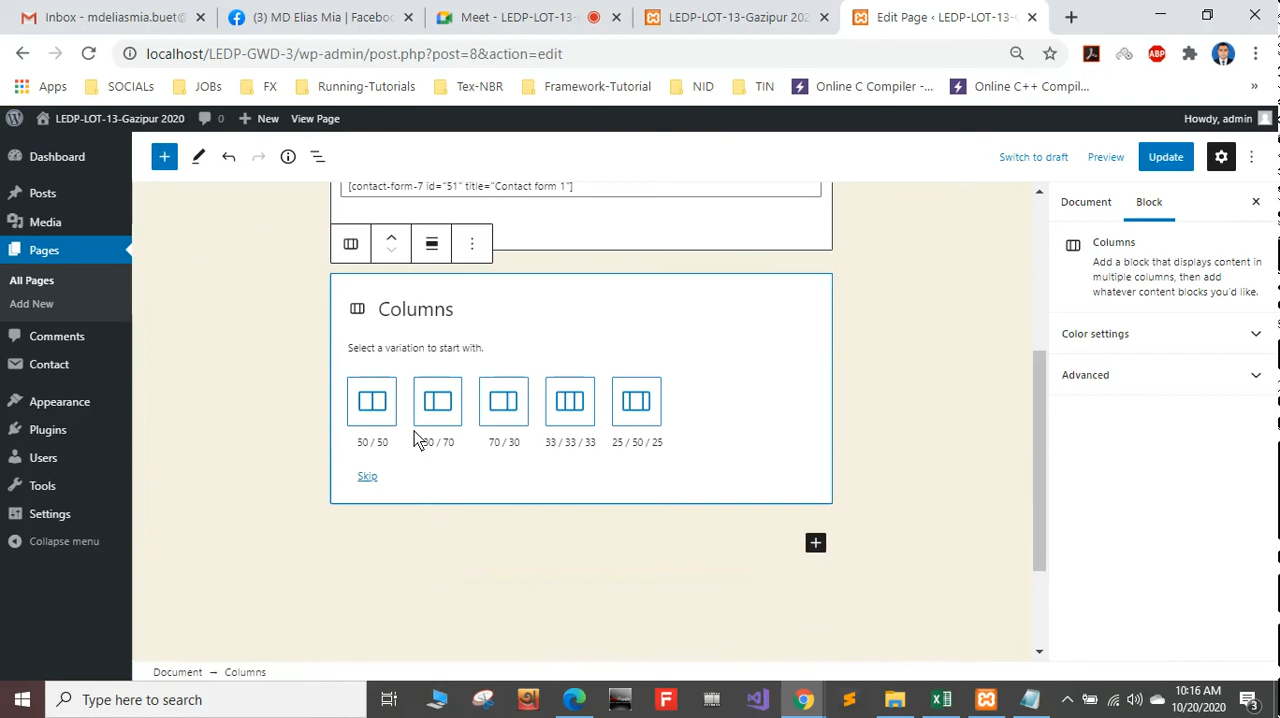 Inbox - mdeliasmia.buet
(3) MD Elias Mia | Faceboo
Meet - LEDP-LOT-13-
LEDP-LOT-13-Gazipur 202
Edit Page ‹ LEDP-LOT-13-G
localhost/LEDP-GWD-3/wp-admin/post.php?post=8&action=edit
ABP
Apps
SOCIALs
JOBs
FX
Running-Tutorials
Tex-NBR
Framework-Tutorial
NID
TIN
Online C Compiler -...
Online C++ Compil...
»
LEDP-LOT-13-Gazipur 2020
0
New
View Page
Howdy, admin
Dashboard
Posts
Media
Pages
All Pages
Add New
Comments
Contact
Appearance
Plugins
Users
Tools
Settings
Collapse menu
Switch to draft
Preview
Update
[contact-form-7 id="51" title="Contact form 1"]
Columns
Select a variation to start with.
50 / 50
30 / 70
70 / 30
33 / 33 / 33
25 / 50 / 25
Skip
Document
Block
Columns
Add a block that displays content in
multiple columns, then add
whatever content blocks you'd like.
Color settings
Advanced
Document → Columns
Type here to search
10:16 AM
10/20/2020
3